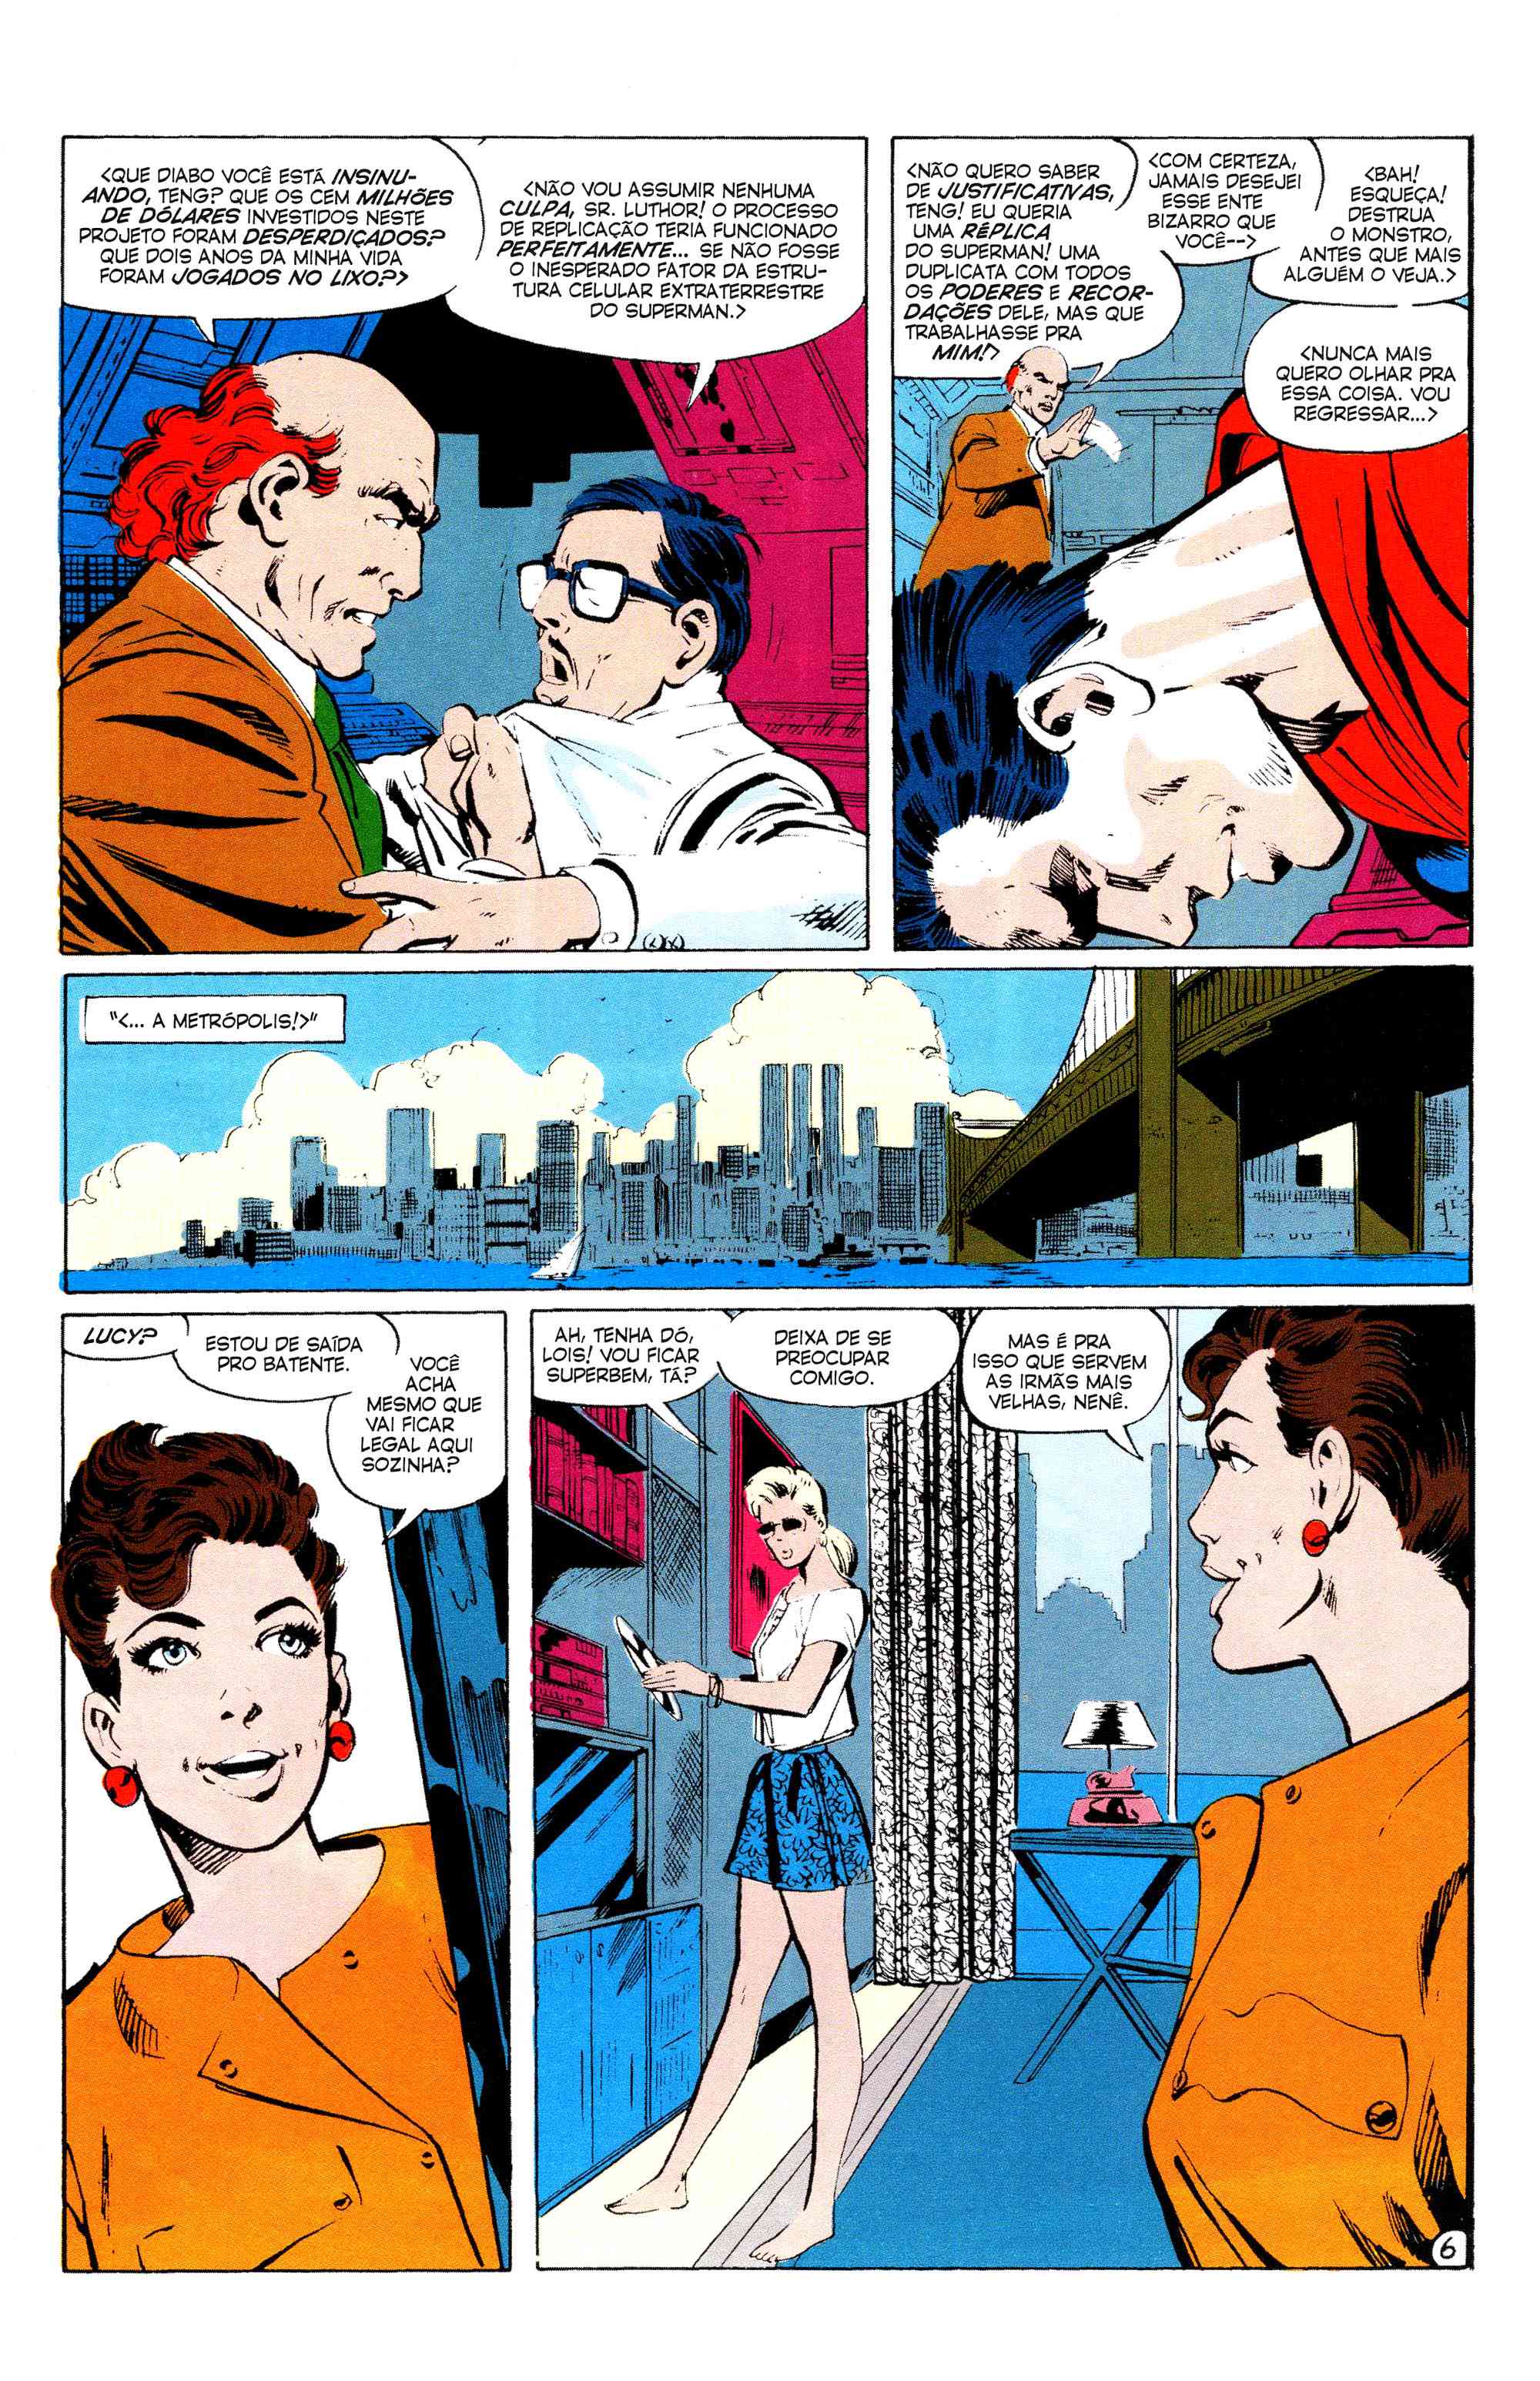 <QUE DIABO VOCÊ ESTÁ INSINU-
ANDO, TENG? QUE OS CEM MILHÕES
DE DÓLARES INVESTIDOS NESTE
PROJETO FORAM DESPERDIÇADOS?
QUE DOIS ANOS DA MINHA VIDA
FORAM JOGADOS NO LIXO?>
<NÃO VOU ASSUMIR NENHUMA
CULPA, SR. LUTHOR! O PROCESSO
DE REPLICAÇÃO TERIA FUNCIONADO
PERFEITAMENTE... SE NÃO FOSSE
O INESPERADO FATOR DA ESTRU-
TURA CELULAR EXTRATERRESTRE
DO SUPERMAN.>
<NÃO QUERO SABER
DE JUSTIFICATIVAS,
TENG! EU QUERIA
UMA RÉPLICA
DO SUPERMAN! UMA
DUPLICATA COM TODOS
OS PODERES E RECOR-
DAÇÕES DELE, MAS QUE
TRABALHASSE PRA
MIM!>
<COM CERTEZA,
JAMAIS DESEJEI
ESSE ENTE
BIZARRO QUE
VOCÊ-->
<BAH!
ESQUEÇA!
DESTRUA
O MONSTRO,
ANTES QUE MAIS
ALGUÉM O VEJA.>
<NUNCA MAIS
QUERO OLHAR PRA
ESSA COISA. VOU
REGRESSAR...>
"<... A METRÓPOLIS!>"
LUCY?
ESTOU DE SAÍDA
PRO BATENTE.
VOCÊ
ACHA
MESMO QUE
VAI FICAR
LEGAL AQUI
SOZINHA?
AH, TENHA DÓ,
LOIS! VOU FICAR
SUPERBEM, TÁ?
DEIXA DE SE
PREOCUPAR
COMIGO.
MAS É PRA
ISSO QUE SERVEM
AS IRMÃS MAIS
VELHAS, NENÊ.
6